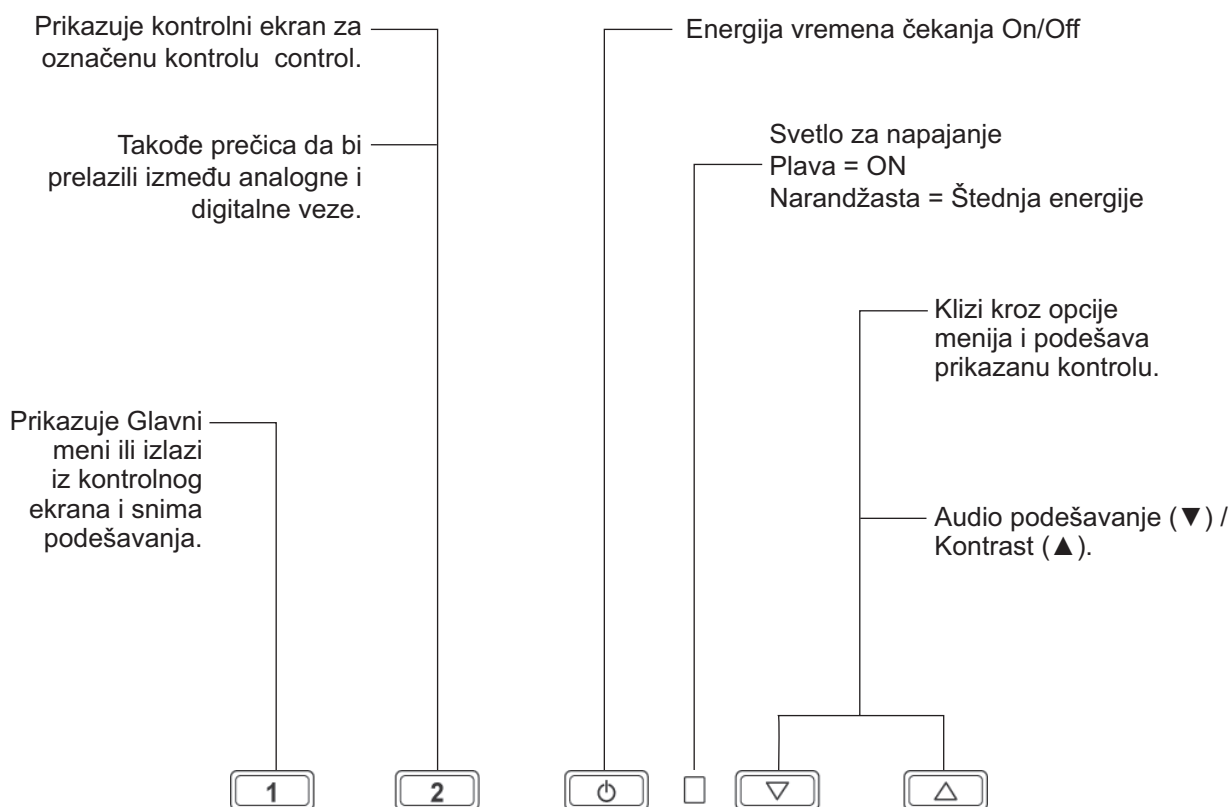 Prikazuje kontrolni ekran za
označenu kontrolu  control.
Takođe prečica da bi
prelazili između analogne i
digitalne veze.
Energija vremena čekanja On/Off
Svetlo za napajanje
Plava = ON
Narandžasta = Štednja energije
Klizi kroz opcije
menija i podešava
prikazanu kontrolu.
Prikazuje Glavni
meni ili izlazi
iz kontrolnog
ekrana i snima
podešavanja.
Audio podešavanje (▼) /
Kontrast (▲).
1
2